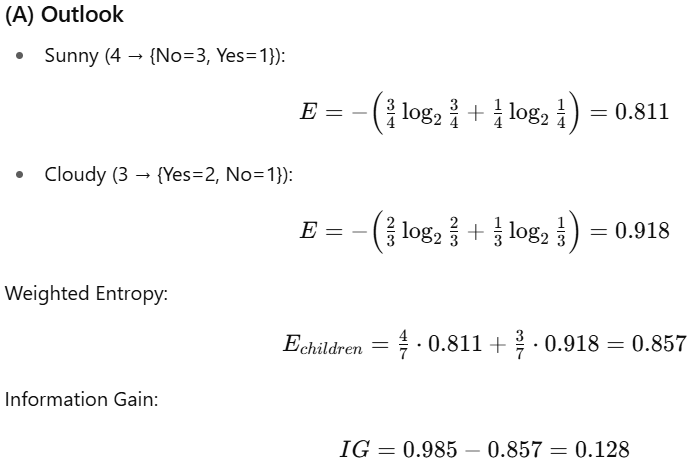 (A) Outlook
• Sunny (4 → {No=3, Yes=1}):
E = −(3/4 log₂ 3/4 + 1/4 log₂ 1/4) = 0.811
• Cloudy (3 → {Yes=2, No=1}):
E = −(2/3 log₂ 2/3 + 1/3 log₂ 1/3) = 0.918
Weighted Entropy:
E_children = 4/7 · 0.811 + 3/7 · 0.918 = 0.857
Information Gain:
IG = 0.985 − 0.857 = 0.128